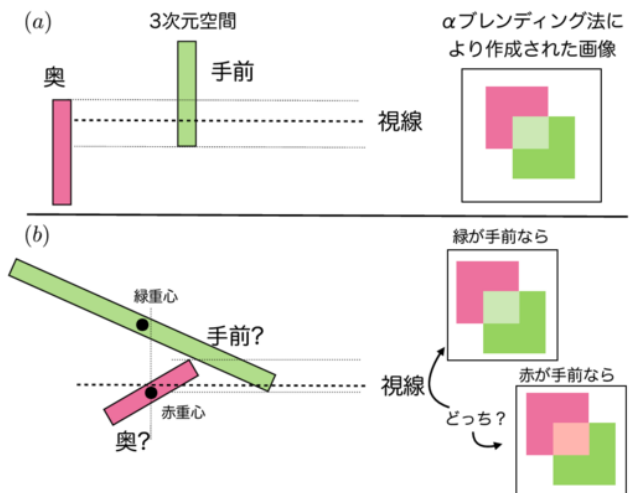 (a)
3次元空間
αブレンディング法に
より作成された画像
奥
手前
視線
(b)
緑が手前なら
緑重心
手前?
視線
赤が手前なら
どっち？
赤重心
奥?